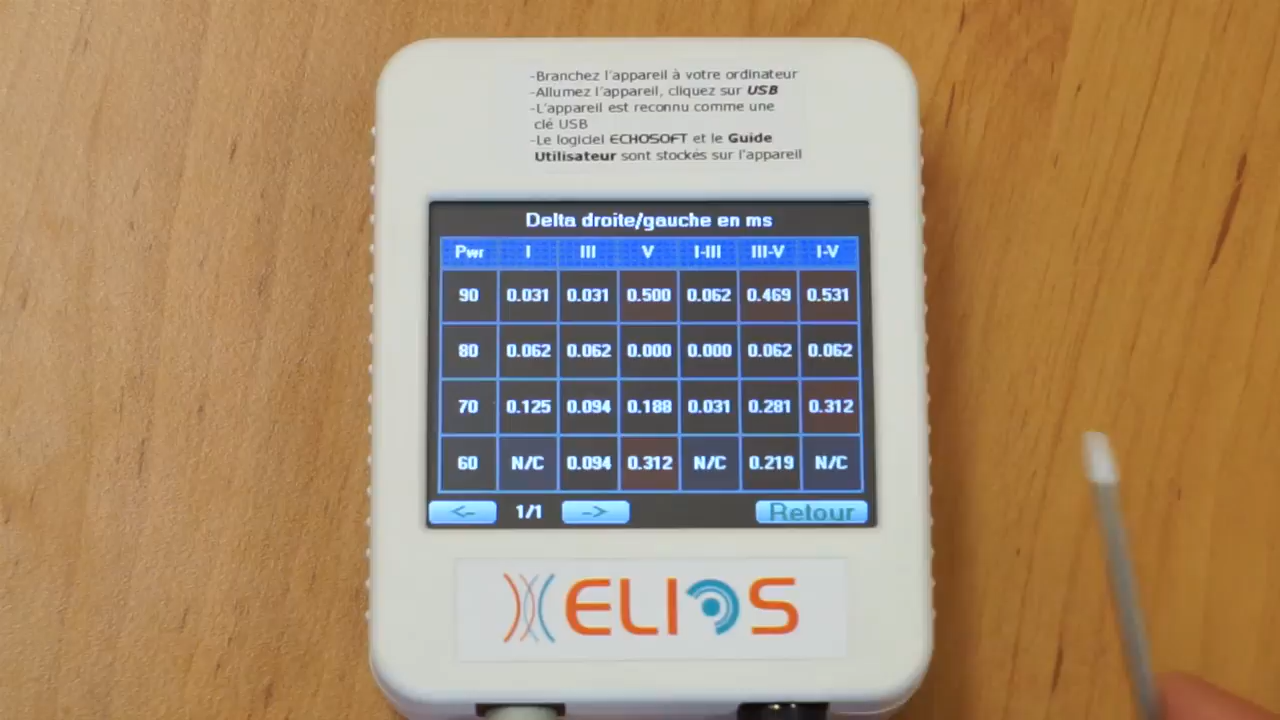 -Branchez l'appareil à votre ordinateur
-Allumez l'appareil, cliquez sur USB
-L'appareil est reconnu comme une
clé USB
-Le logiciel ECHOSOFT et le Guide
Utilisateur sont stockés sur l'appareil
Delta droite/gauche en ms
Pwr I III V I-III III-V I-V
90 0.031 0.031 0.500 0.062 0.469 0.531
80 0.062 0.062 0.000 0.000 0.062 0.062
70 0.125 0.094 0.188 0.031 0.281 0.312
60 N/C 0.094 0.312 N/C 0.219 N/C
<- 1/1 -> Retour
ELIOS